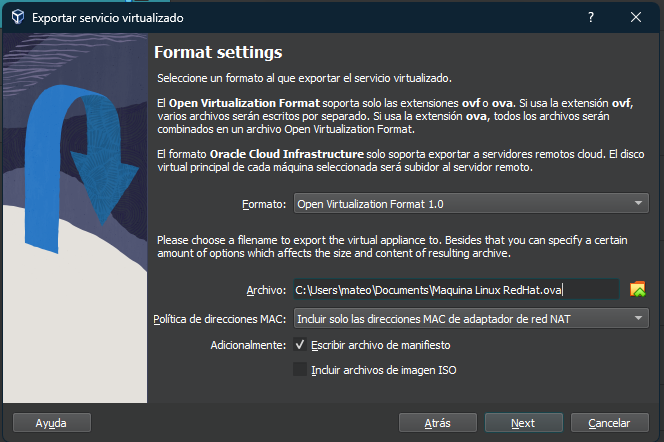 Exportar servicio virtualizado
Format settings
Seleccione un formato al que exportar el servicio virtualizado.
El Open Virtualization Format soporta solo las extensiones ovf o ova. Si usa la extensión ovf,
varios archivos serán escritos por separado. Si usa la extensión ova, todos los archivos serán
combinados en un archivo Open Virtualization Format.
El formato Oracle Cloud Infrastructure solo soporta exportar a servidores remotos cloud. El disco
virtual principal de cada máquina seleccionada será subidor al servidor remoto.
Formato: Open Virtualization Format 1.0
Please choose a filename to export the virtual appliance to. Besides that you can specify a certain
amount of options which affects the size and content of resulting archive.
Archivo: C:\Users\mateo\Documents\Maquina Linux RedHat.ova
Política de direcciones MAC: Incluir solo las direcciones MAC de adaptador de red NAT
Adicionalmente: Escribir archivo de manifiesto
Incluir archivos de imagen ISO
Ayuda Atrás Next Cancelar